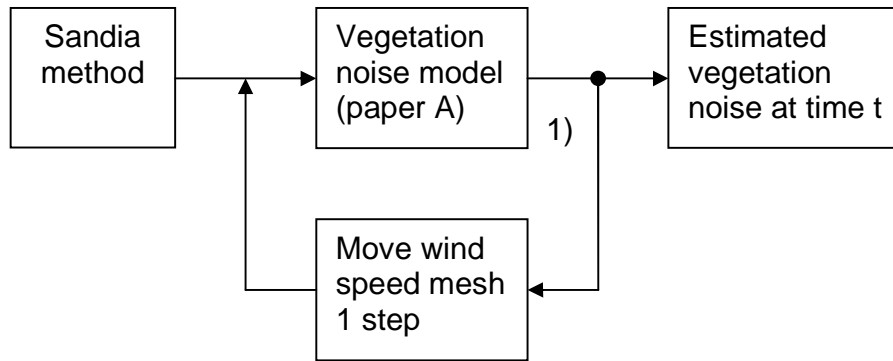 Sandia
method
Vegetation
noise model
(paper A)
1)
Estimated
vegetation
noise at time t
Move wind
speed mesh
1 step